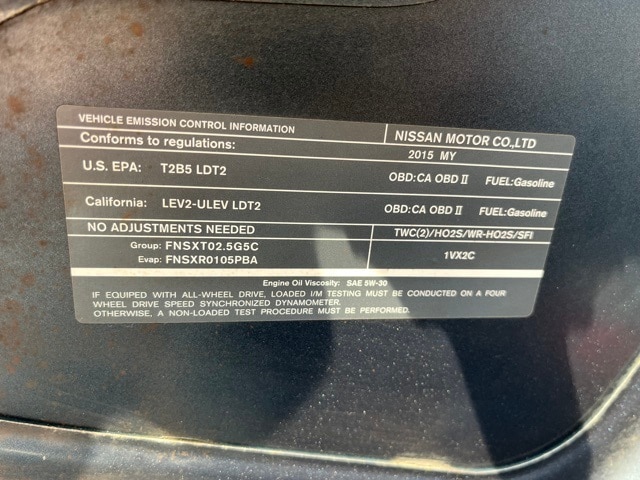 VEHICLE EMISSION CONTROL INFORMATION
NISSAN MOTOR CO.,LTD
Conforms to regulations:
2015 MY
U.S. EPA: T2B5 LDT2
OBD:CA OBD II FUEL:Gasoline
California: LEV2-ULEV LDT2
OBD:CA OBD II FUEL:Gasoline
NO ADJUSTMENTS NEEDED
TWC(2)/HO2S/WR-HO2S/SFI
Group: FNSXT02.5G5C
Evap: FNSXR0105PBA
1VX2C
Engine Oil Viscosity: SAE 5W-30
IF EQUIPPED WITH ALL-WHEEL DRIVE, LOADED I/M TESTING MUST BE CONDUCTED ON A FOUR
WHEEL DRIVE SPEED SYNCHRONIZED DYNAMOMETER.
OTHERWISE, A NON-LOADED TEST PROCEDURE MUST BE PERFORMED.